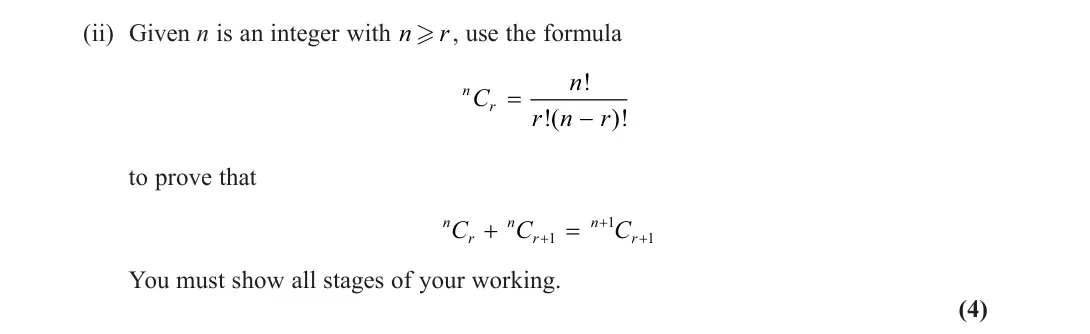 (ii) Given n is an integer with n ⩾ r, use the formula
ⁿCᵣ = n! / r!(n − r)!
to prove that
ⁿCᵣ + ⁿCᵣ₊₁ = ⁿ⁺¹Cᵣ₊₁
You must show all stages of your working.
(4)